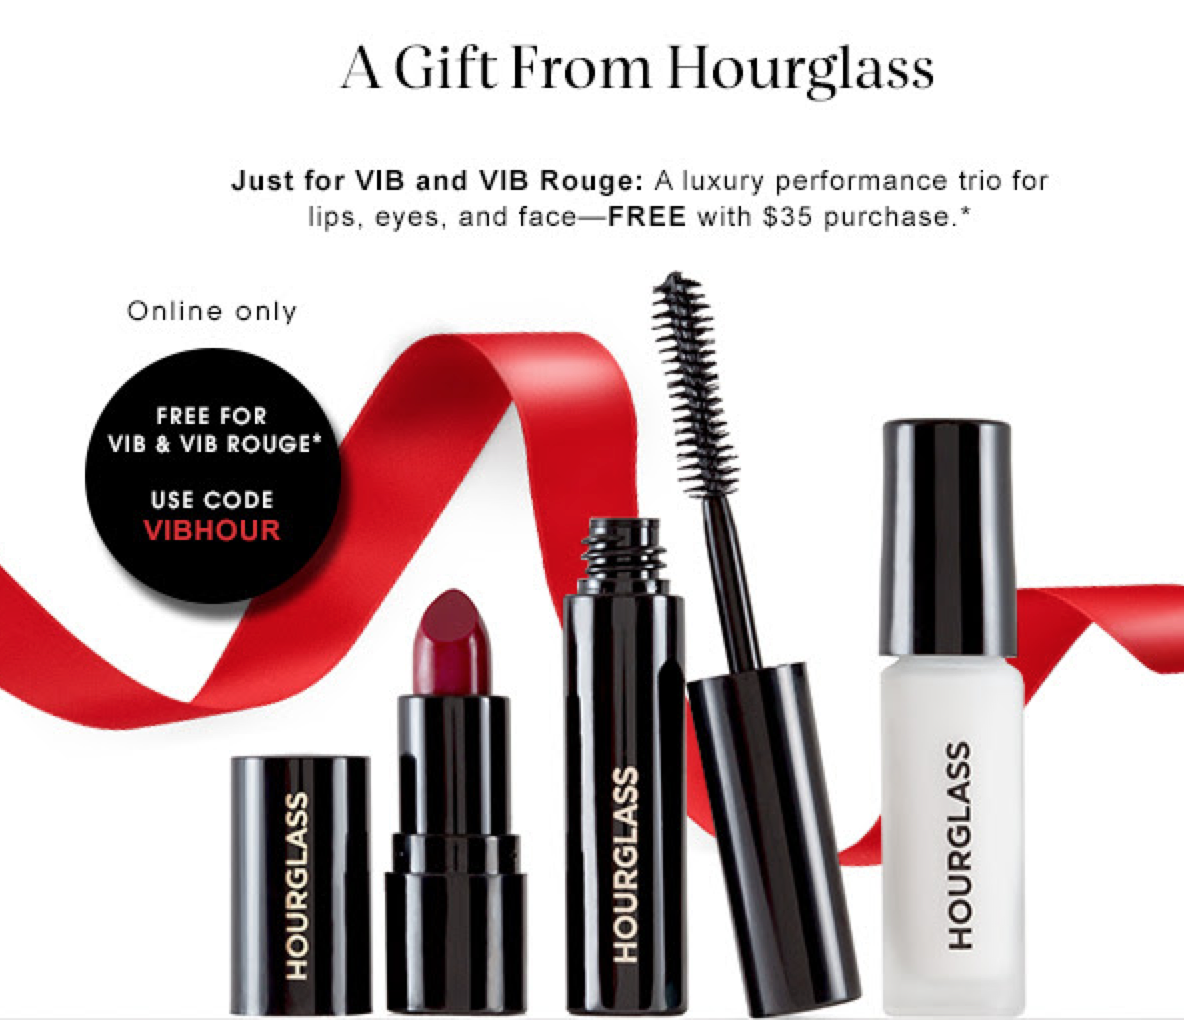 A Gift From Hourglass
Just for VIB and VIB Rouge: A luxury performance trio for
lips, eyes, and face—FREE with $35 purchase.*
Online only
FREE FOR
VIB & VIB ROUGE*
USE CODE
VIBHOUR
HOURGLASS
HOURGLASS
HOURGLASS